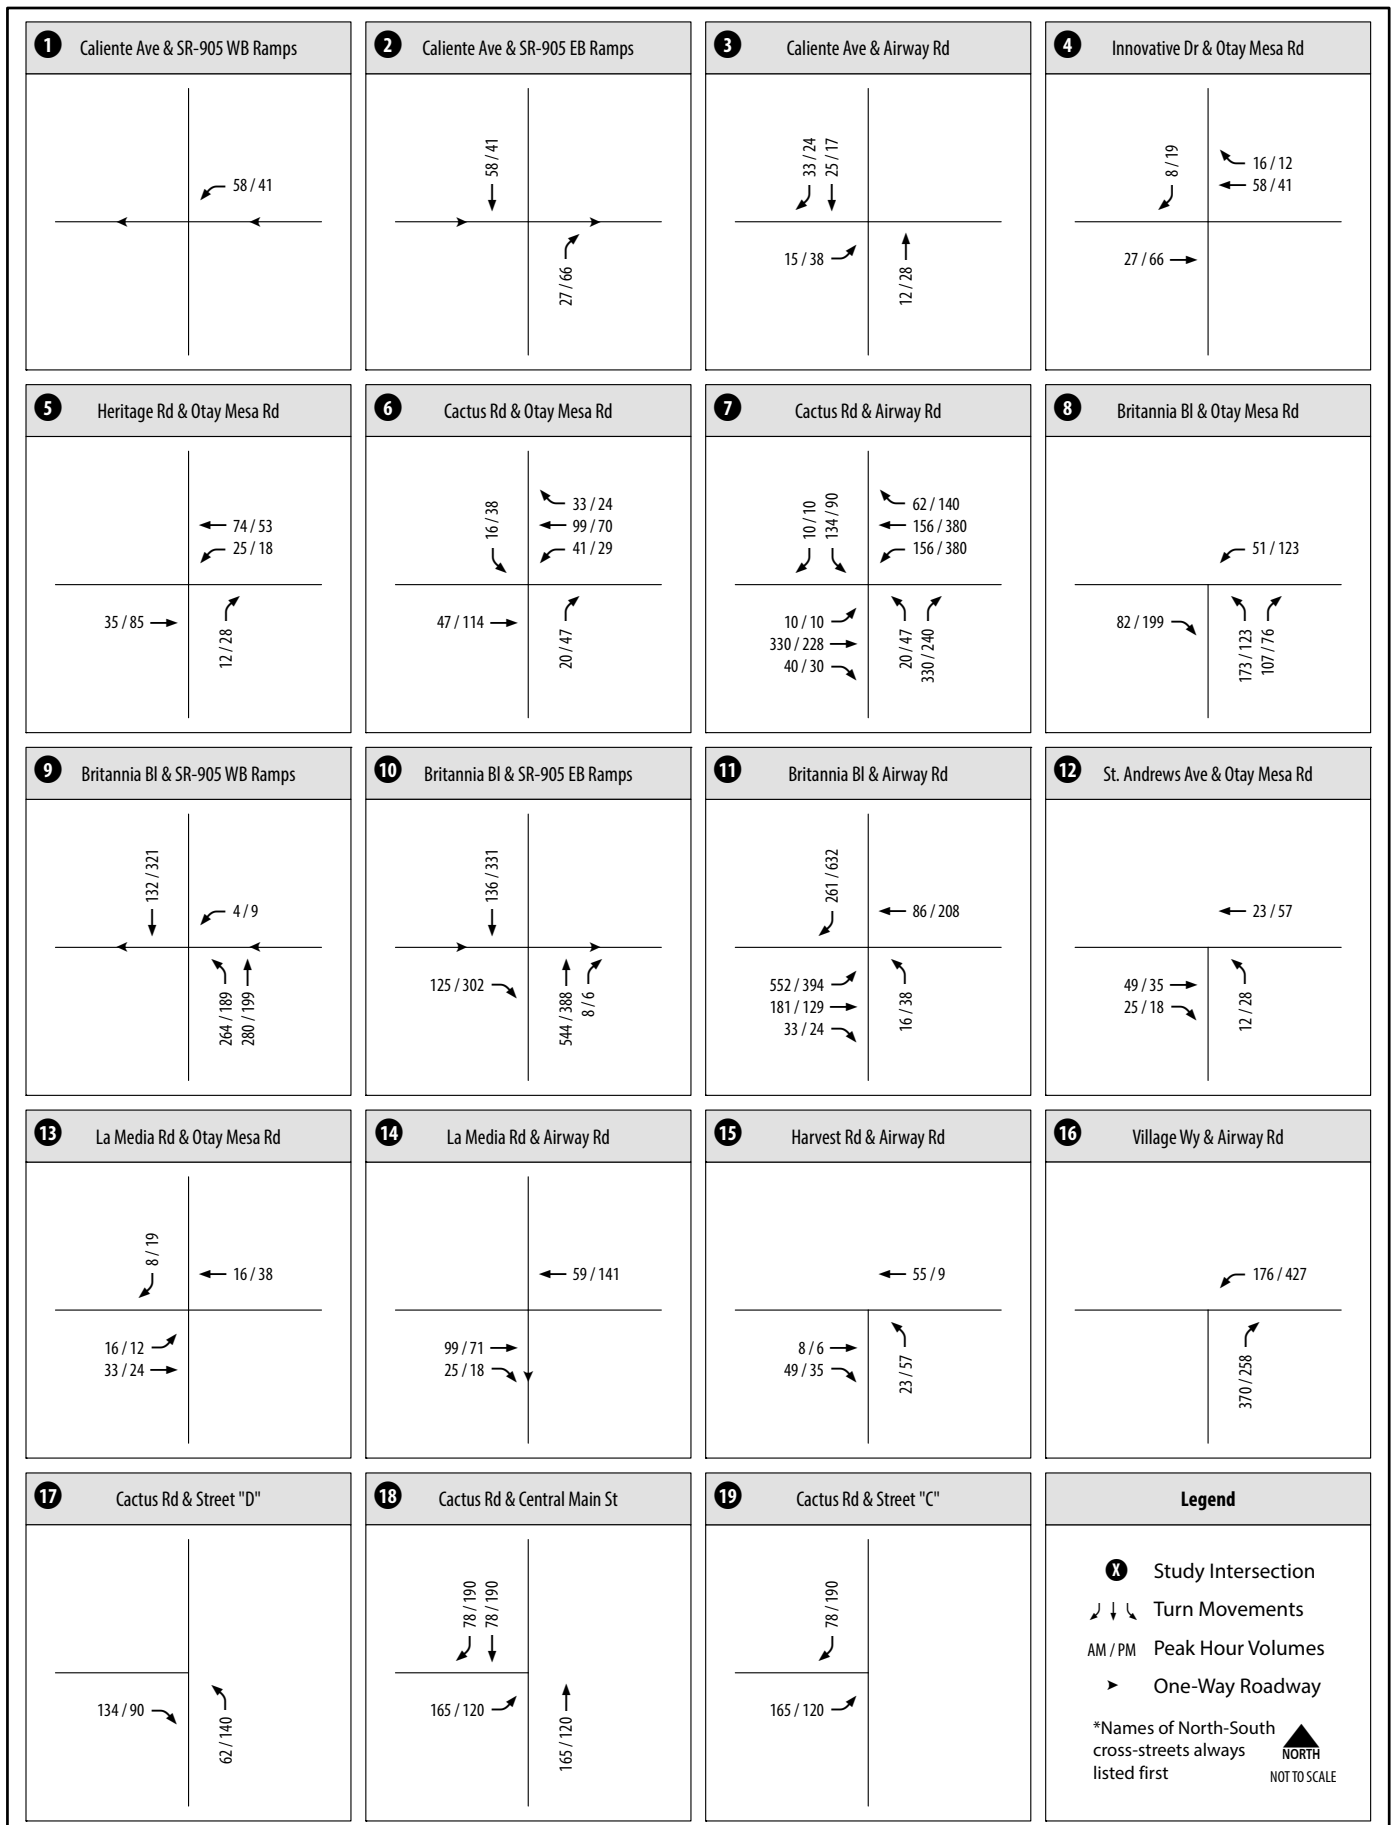 1 Caliente Ave & SR-905 WB Ramps
58 / 41
2 Caliente Ave & SR-905 EB Ramps
58 / 41
27 / 66
3 Caliente Ave & Airway Rd
33 / 24
25 / 17
15 / 38
12 / 28
4 Innovative Dr & Otay Mesa Rd
8 / 19
16 / 12
58 / 41
27 / 66
5 Heritage Rd & Otay Mesa Rd
74 / 53
25 / 18
35 / 85
12 / 28
6 Cactus Rd & Otay Mesa Rd
16 / 38
33 / 24
99 / 70
41 / 29
47 / 114
20 / 47
7 Cactus Rd & Airway Rd
10 / 10
134 / 90
62 / 140
156 / 380
156 / 380
10 / 10
330 / 228
40 / 30
20 / 47
330 / 240
8 Britannia Bl & Otay Mesa Rd
51 / 123
82 / 199
173 / 123
107 / 76
9 Britannia Bl & SR-905 WB Ramps
132 / 321
4 / 9
264 / 189
280 / 199
10 Britannia Bl & SR-905 EB Ramps
136 / 331
125 / 302
544 / 388
8 / 6
11 Britannia Bl & Airway Rd
261 / 632
86 / 208
552 / 394
181 / 129
33 / 24
16 / 38
12 St. Andrews Ave & Otay Mesa Rd
23 / 57
49 / 35
25 / 18
12 / 28
13 La Media Rd & Otay Mesa Rd
8 / 19
16 / 38
16 / 12
33 / 24
14 La Media Rd & Airway Rd
59 / 141
99 / 71
25 / 18
15 Harvest Rd & Airway Rd
55 / 9
8 / 6
49 / 35
23 / 57
16 Village Wy & Airway Rd
176 / 427
370 / 258
17 Cactus Rd & Street "D"
134 / 90
62 / 140
18 Cactus Rd & Central Main St
78 / 190
78 / 190
165 / 120
165 / 120
19 Cactus Rd & Street "C"
78 / 190
165 / 120
Legend
X Study Intersection
Turn Movements
AM / PM Peak Hour Volumes
One-Way Roadway
*Names of North-South
cross-streets always
listed first
NORTH
NOT TO SCALE